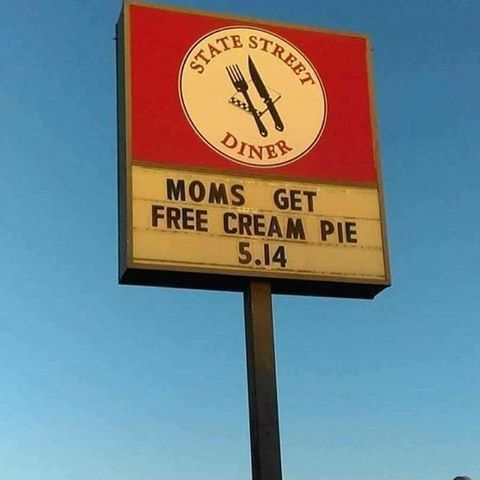 STATE STREET
DINER
MOMS GET
FREE CREAM PIE
5.14